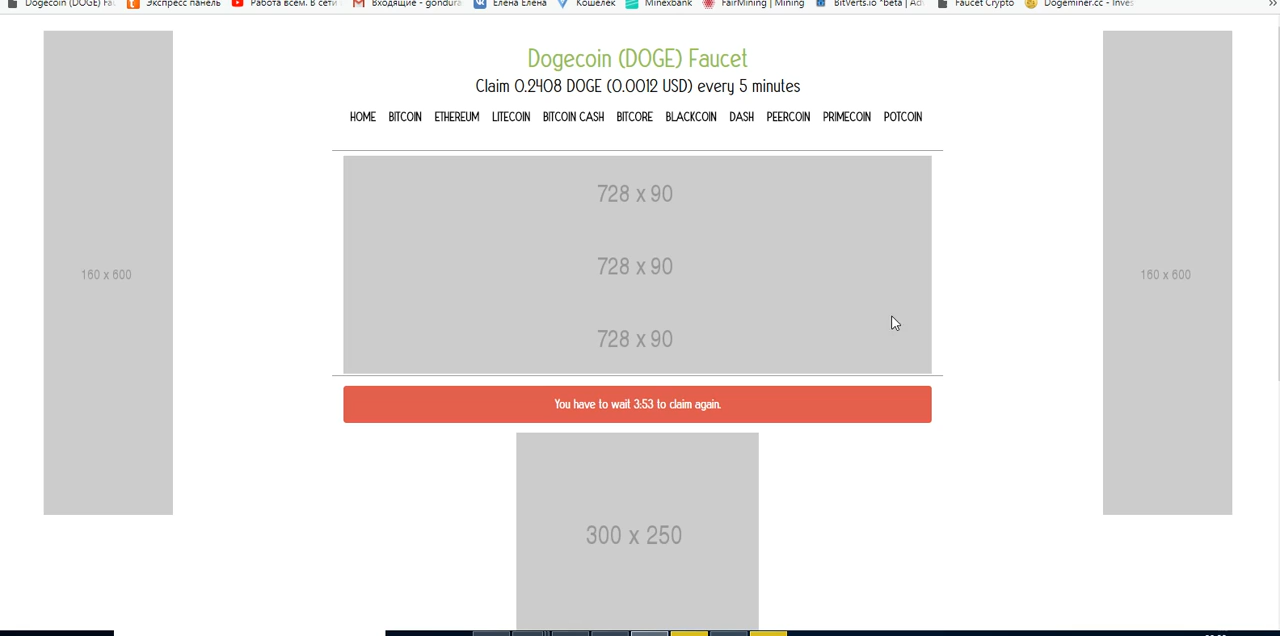 Dogecoin (DOGE) Fau Экспресс панель Работа всем. В сети Входящие - gondura Елена Елена Кошелек Minexbank FairMining | Mining BitVerts.io *beta | Ad Faucet Crypto Dogeminer.cc - Inves »
Dogecoin (DOGE) Faucet
Claim 0.2408 DOGE (0.0012 USD) every 5 minutes
HOME BITCOIN ETHEREUM LITECOIN BITCOIN CASH BITCORE BLACKCOIN DASH PEERCOIN PRIMECOIN POTCOIN
728 x 90
160 x 600
728 x 90
160 x 600
728 x 90
You have to wait 3:53 to claim again.
300 x 250